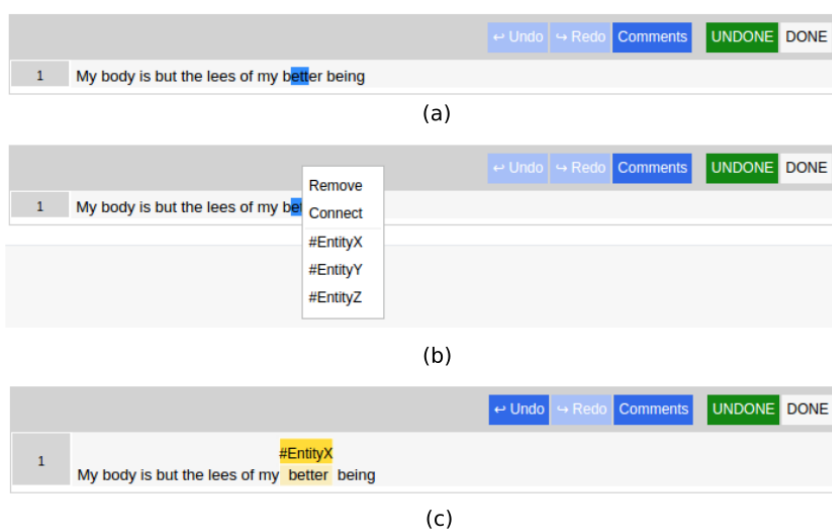 ↩ Undo ↪ Redo Comments UNDONE DONE
1 My body is but the lees of my better being
(a)
↩ Undo ↪ Redo Comments UNDONE DONE
Remove
1 My body is but the lees of my be
Connect
#EntityX
#EntityY
#EntityZ
(b)
↩ Undo ↪ Redo Comments UNDONE DONE
#EntityX
1 My body is but the lees of my better being
(c)